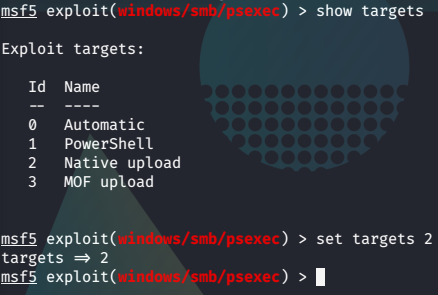 msf5 exploit(windows/smb/psexec) > show targets
Exploit targets:
Id Name
-- ----
0 Automatic
1 PowerShell
2 Native upload
3 MOF upload
msf5 exploit(windows/smb/psexec) > set targets 2
targets ⇒ 2
msf5 exploit(windows/smb/psexec) >